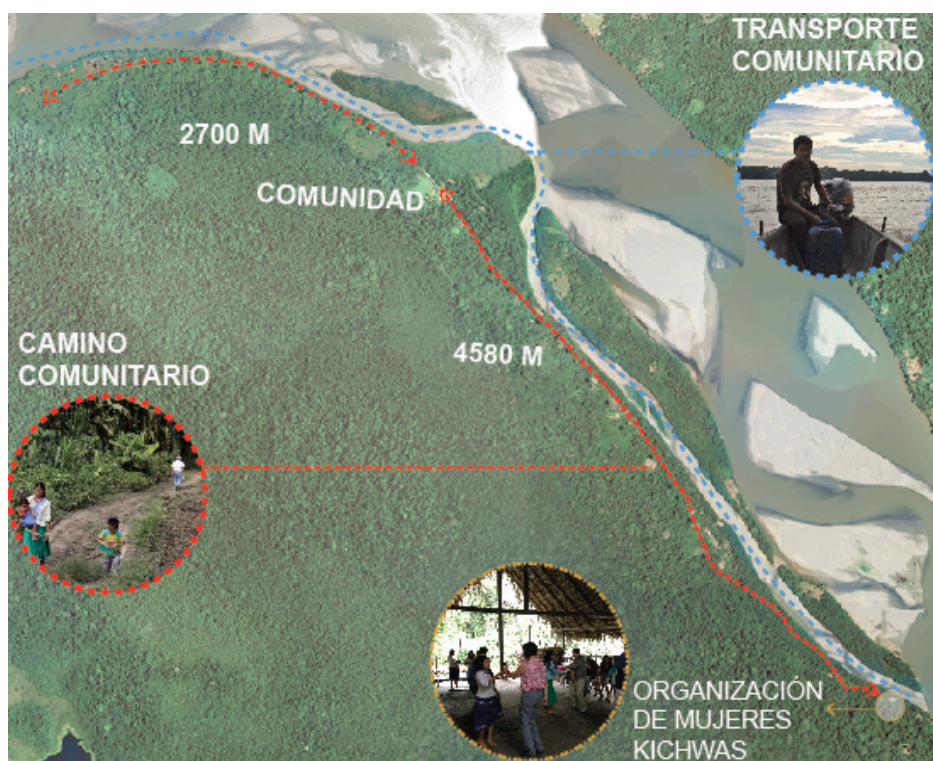 TRANSPORTE
COMUNITARIO
2700 M
COMUNIDAD
4580 M
CAMINO
COMUNITARIO
ORGANIZACIÓN
DE MUJERES
KICHWAS